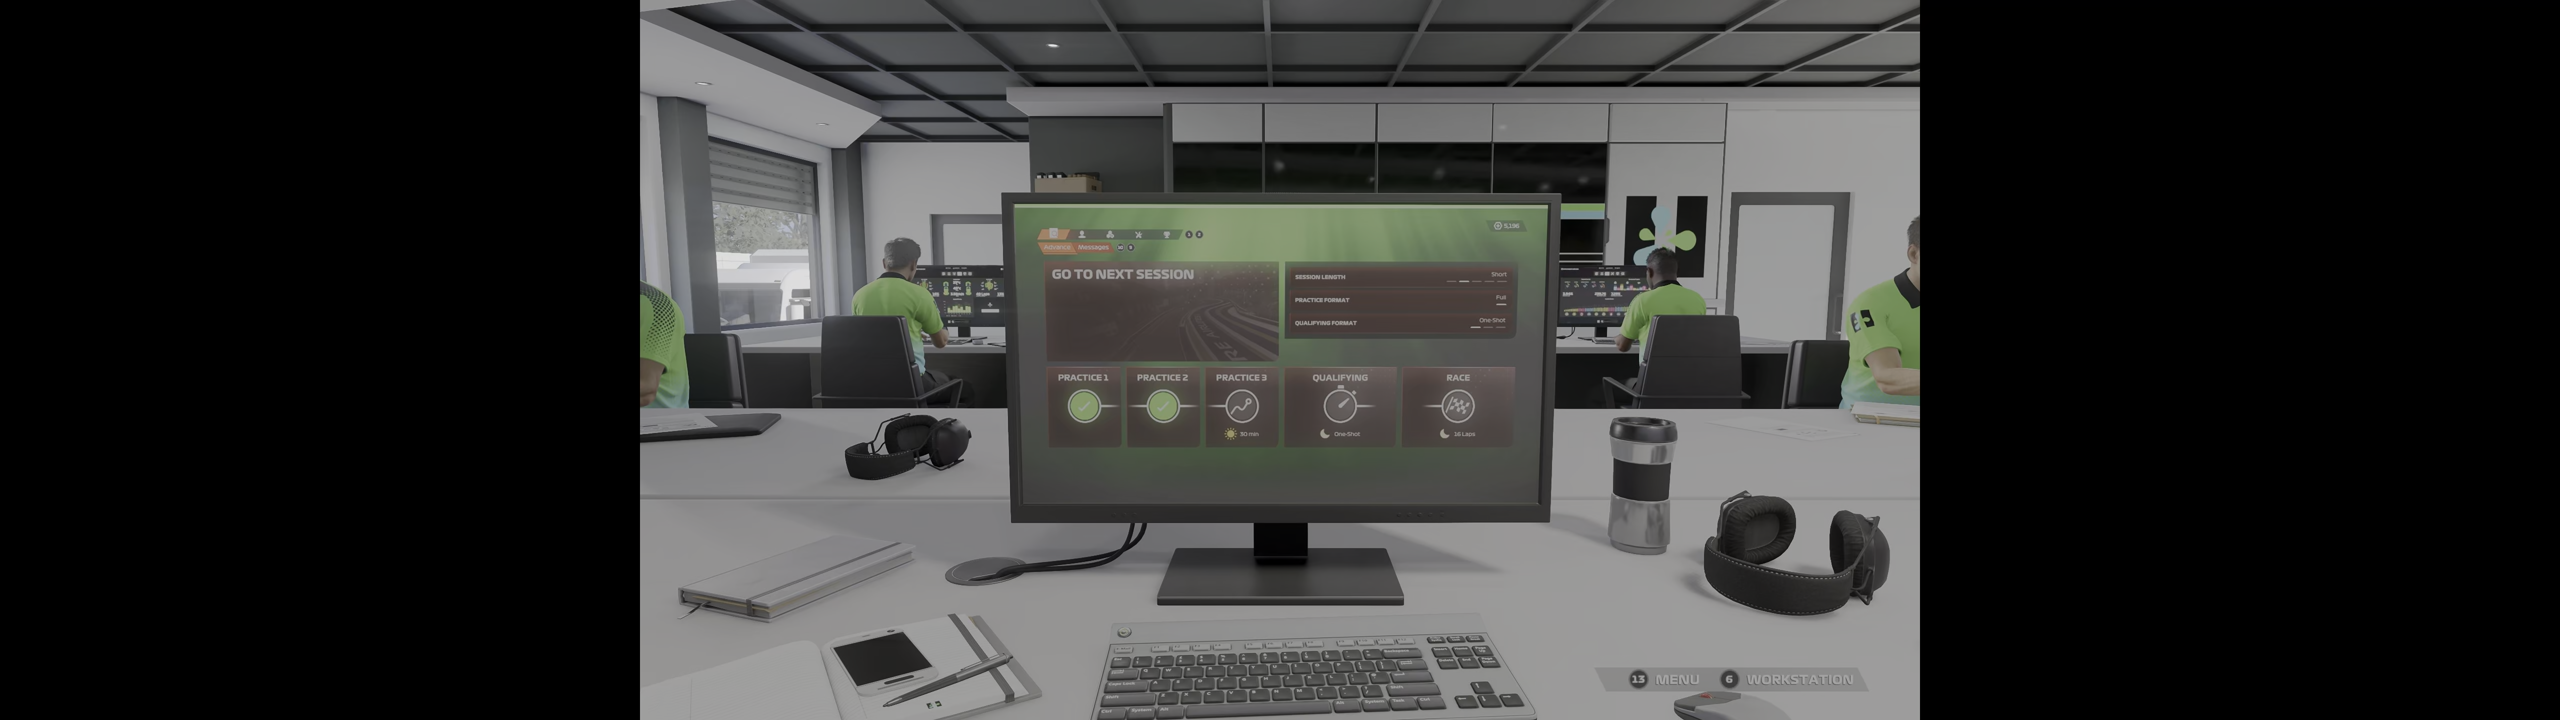 5,196
Advance Messages
GO TO NEXT SESSION
SESSION LENGTH Short
PRACTICE FORMAT Full
QUALIFYING FORMAT One-Shot
PRACTICE 1 PRACTICE 2 PRACTICE 3 QUALIFYING RACE
30 min One-Shot 16 Laps
13 MENU 6 WORKSTATION